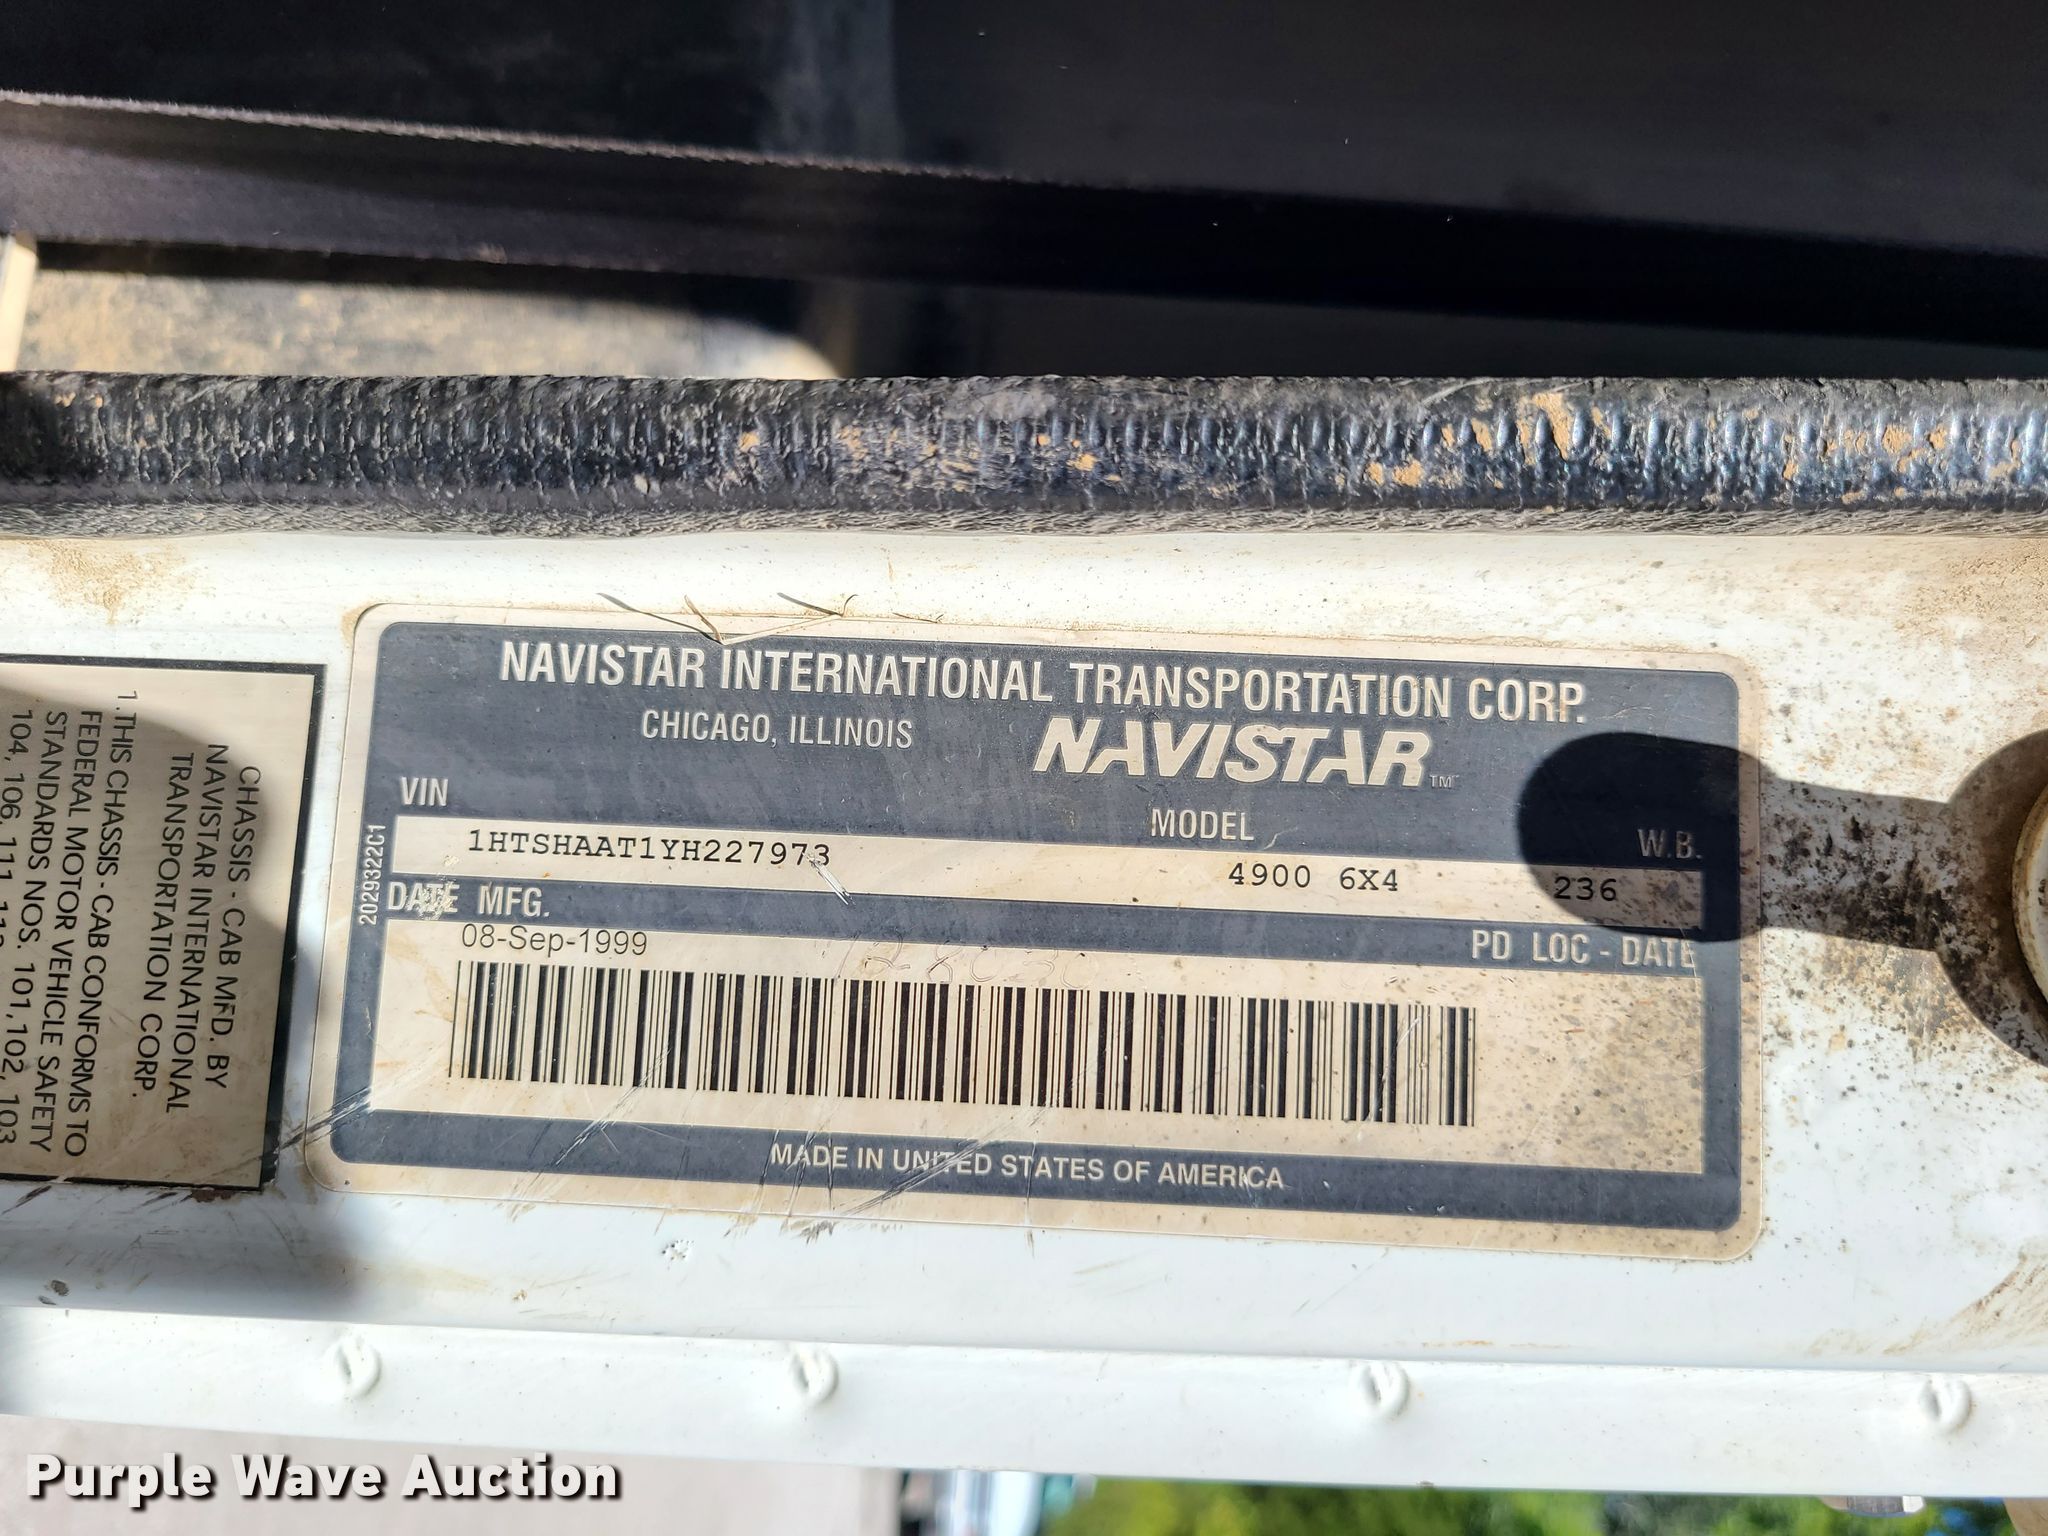 NAVISTAR INTERNATIONAL TRANSPORTATION CORP.
CHICAGO, ILLINOIS NAVISTAR TM
VIN MODEL W.B.
1HTSHAAT1YH227973 4900 6X4 236
2029322C1
DATE MFG. PD LOC - DATE
08-Sep-1999
MADE IN UNITED STATES OF AMERICA
CHASSIS - CAB MFD. BY
NAVISTAR INTERNATIONAL
TRANSPORTATION CORP.
1. THIS CHASSIS - CAB CONFORMS TO
FEDERAL MOTOR VEHICLE SAFETY
STANDARDS NOS. 101, 102, 103
104, 106, 111,
Purple Wave Auction